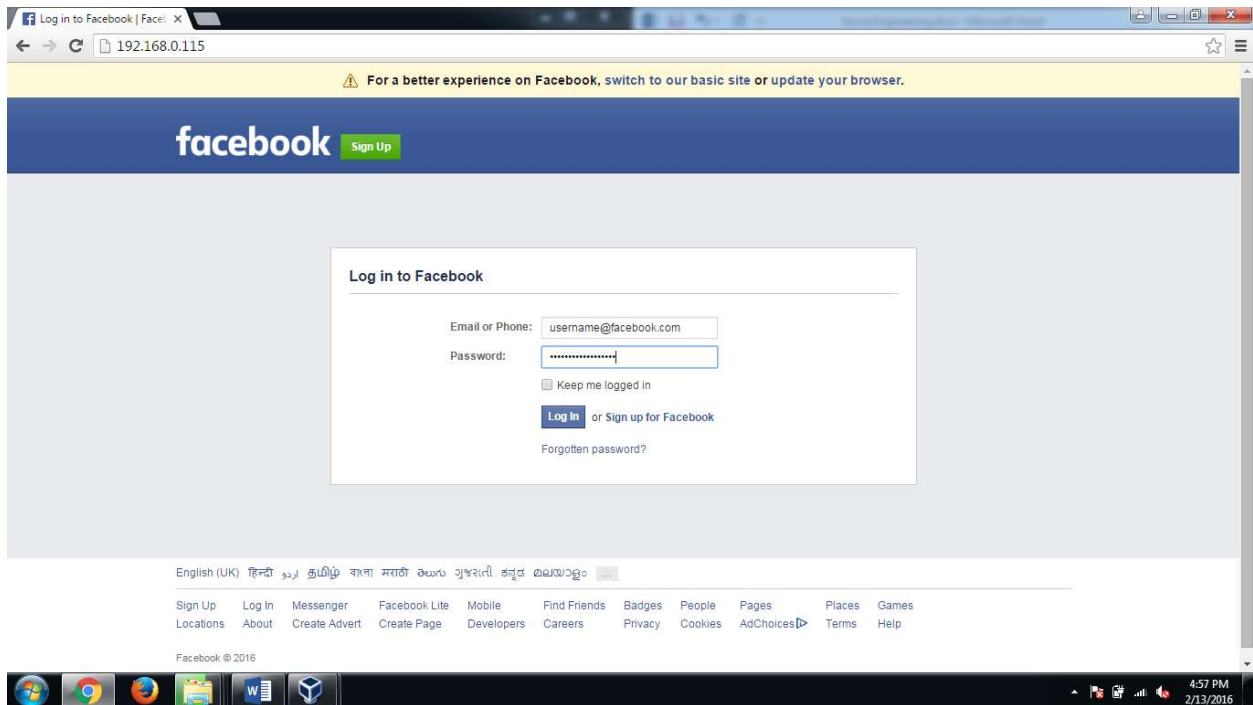 Log in to Facebook | Face
192.168.0.115
For a better experience on Facebook, switch to our basic site or update your browser.
facebook Sign Up
Log in to Facebook
Email or Phone: username@facebook.com
Password: •••••••••••••••••
Keep me logged in
Log In or Sign up for Facebook
Forgotten password?
English (UK) हिन्दी اردو தமிழ் বাংলা मराठी తెలుగు ગુજરાતી ಕನ್ನಡ മലയാളം ...
Sign Up Log In Messenger Facebook Lite Mobile Find Friends Badges People Pages Places Games
Locations About Create Advert Create Page Developers Careers Privacy Cookies AdChoices Terms Help
Facebook © 2016
4:57 PM
2/13/2016